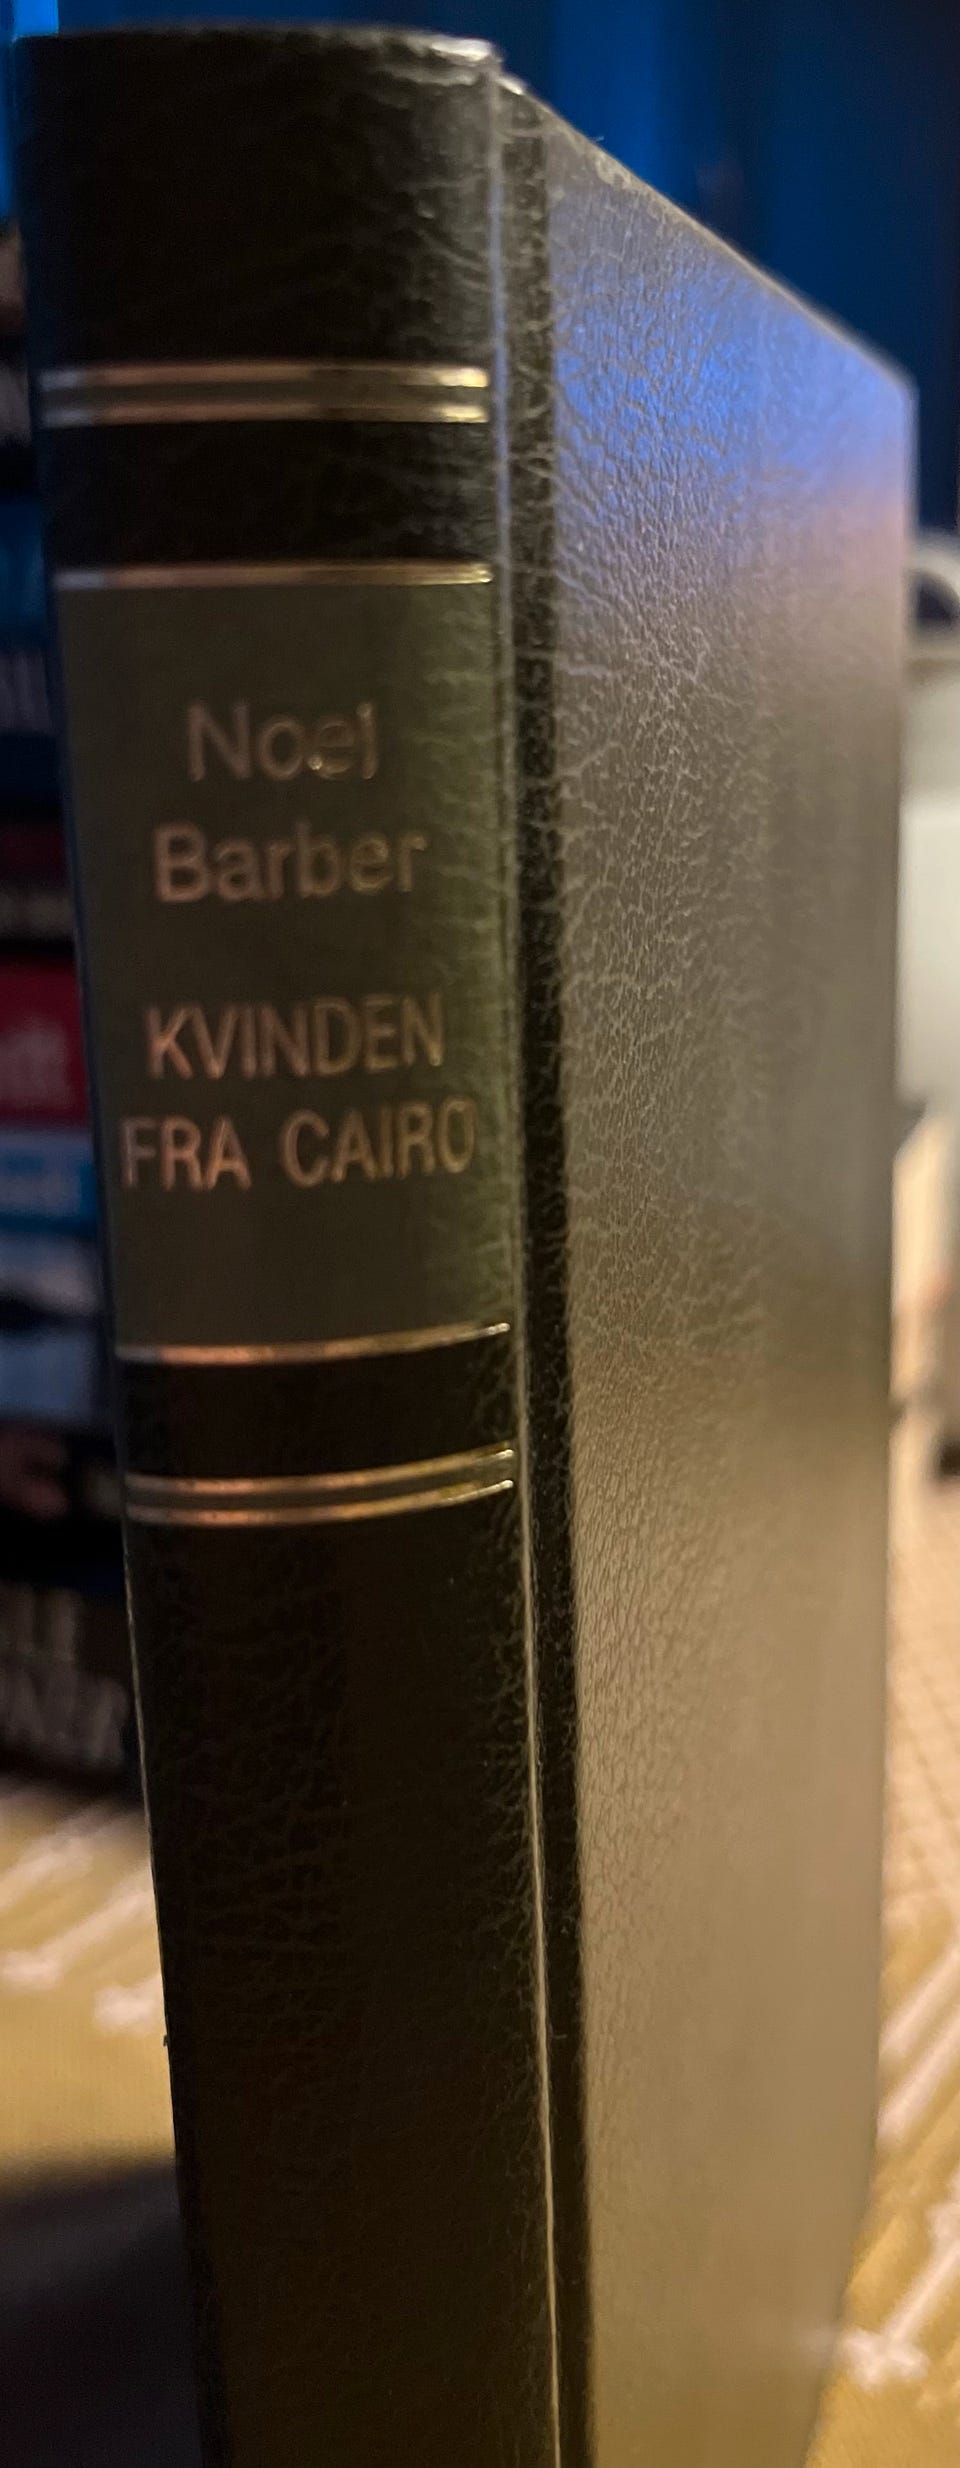 Noel
Barber
KVINDEN
FRA CAIRO